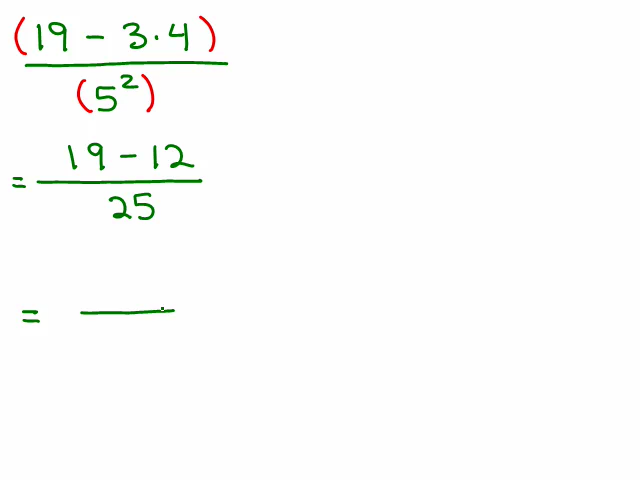 (19 - 3·4)
(5²)
= 19 - 12
25
=